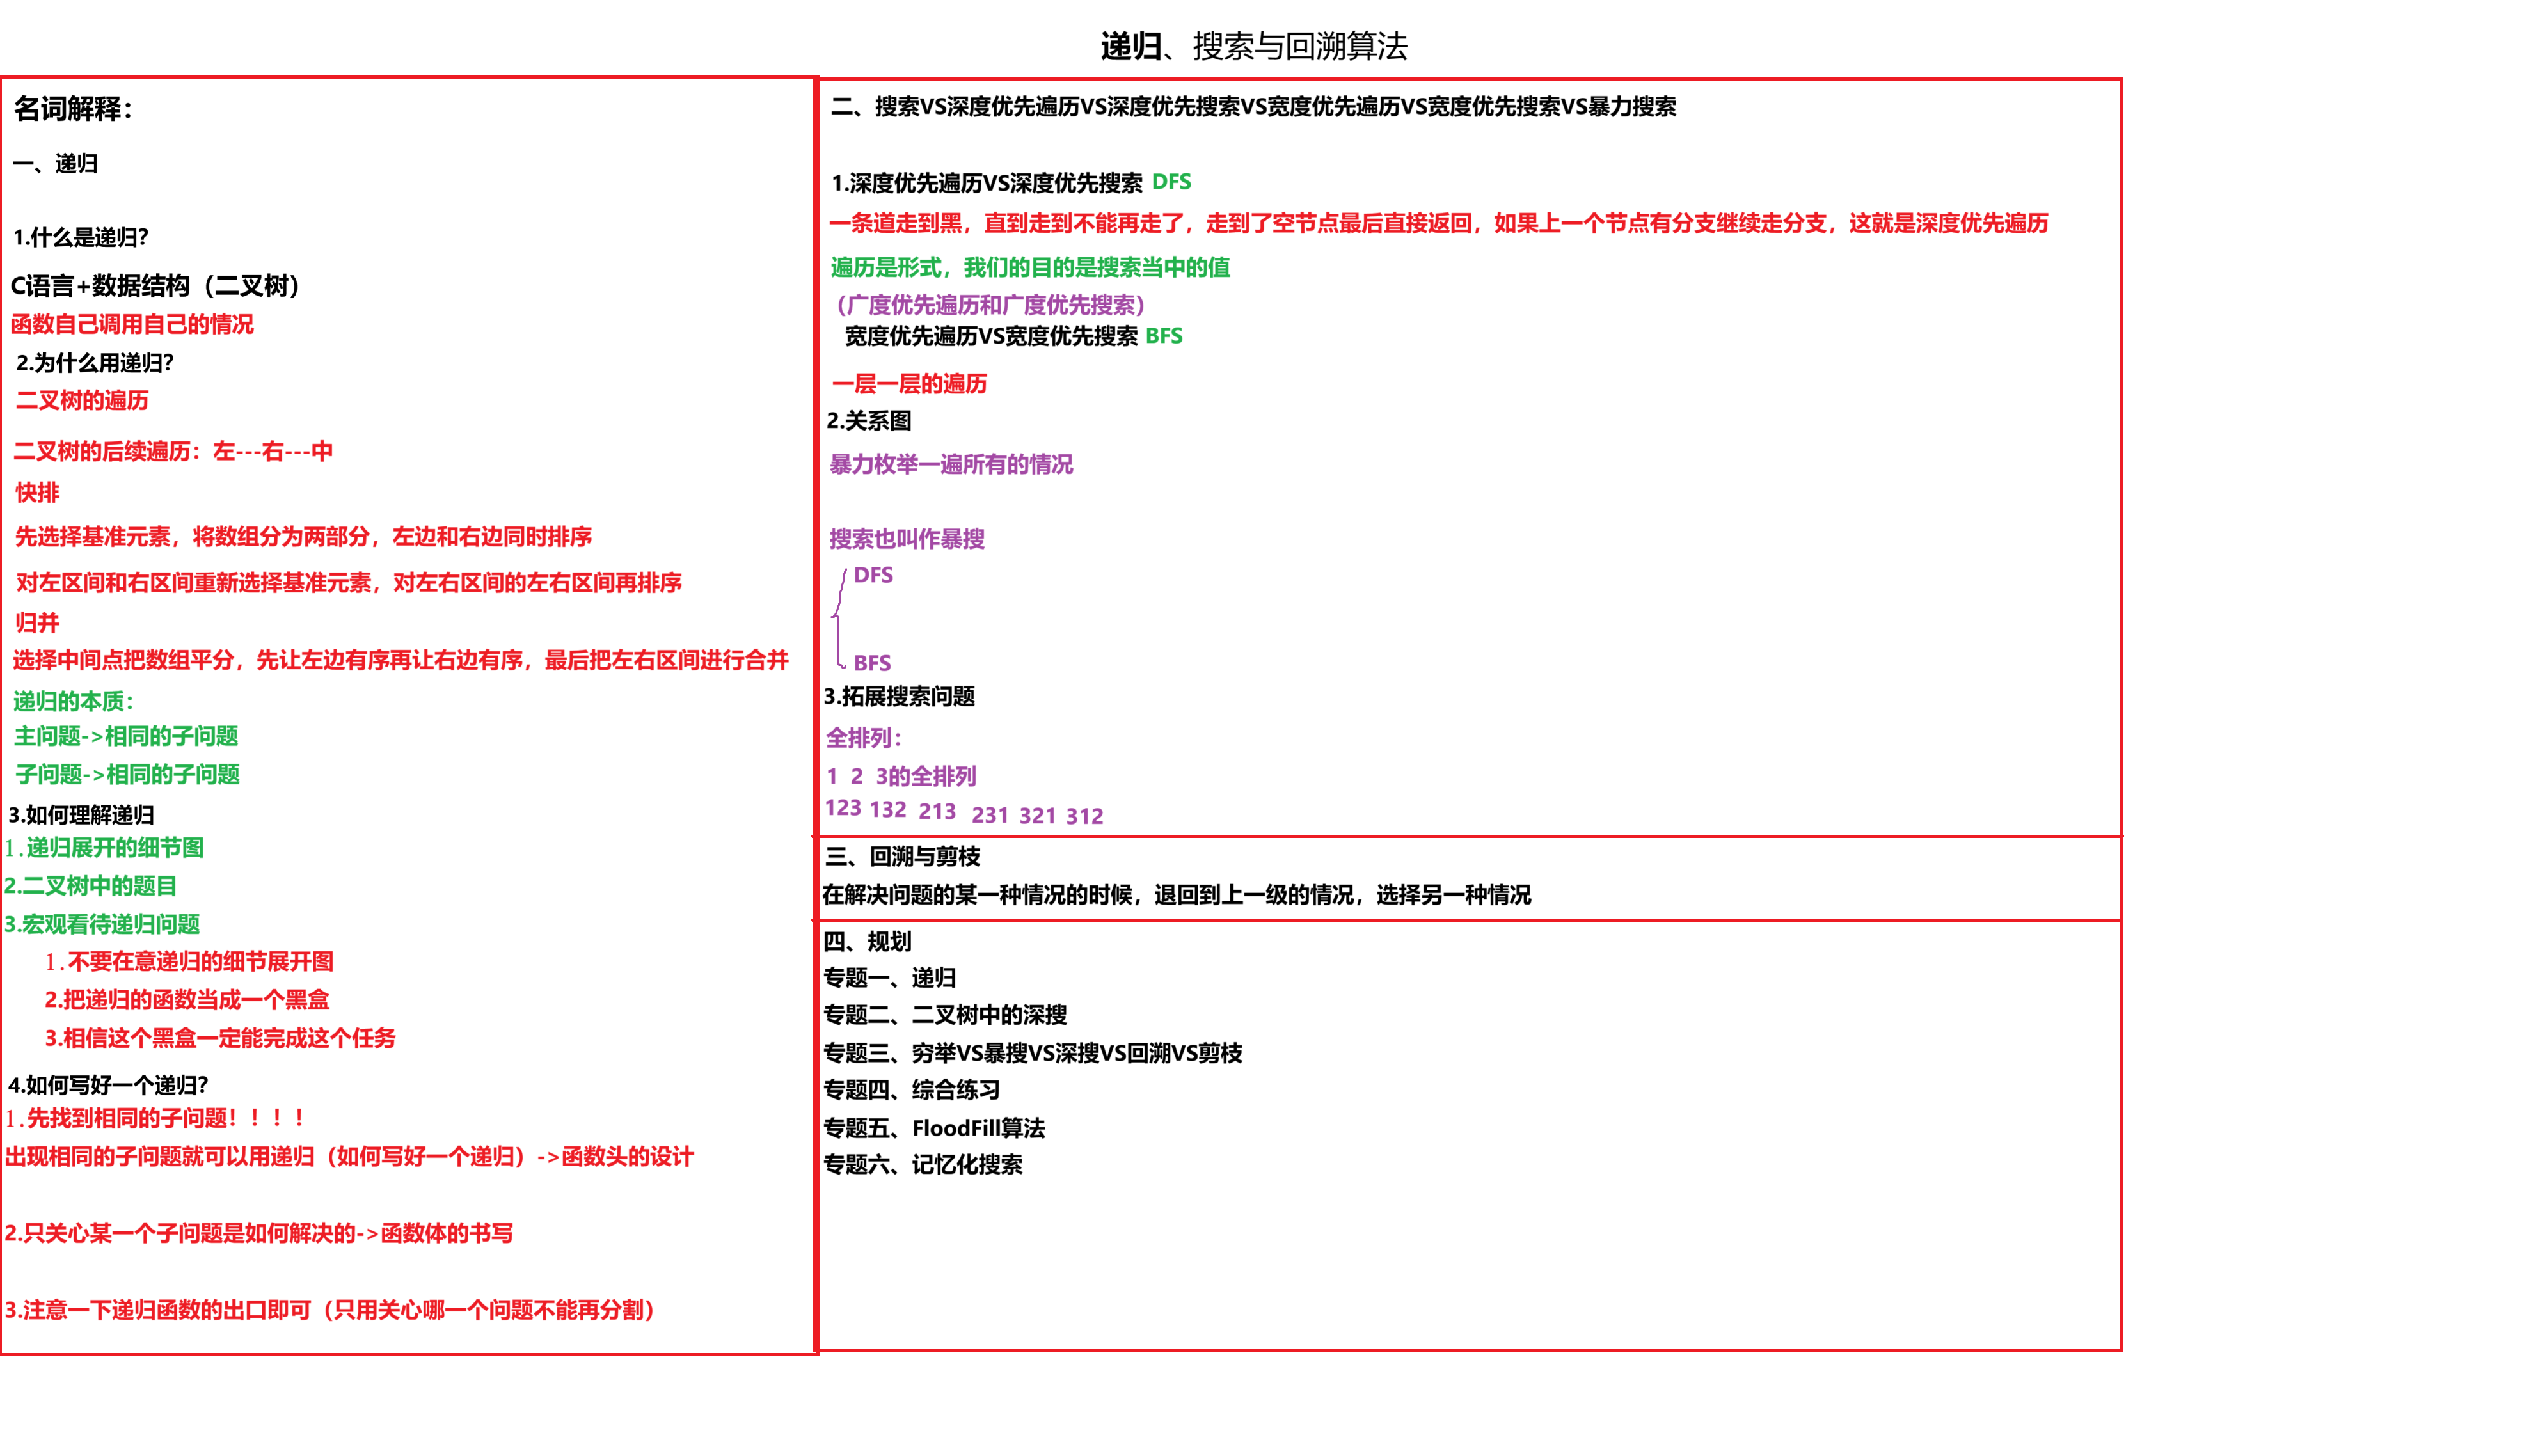 递归、搜索与回溯算法
名词解释：
一、递归
1.什么是递归？
C语言+数据结构（二叉树）
函数自己调用自己的情况
2.为什么用递归？
二叉树的遍历
二叉树的后续遍历：左---右---中
快排
先选择基准元素，将数组分为两部分，左边和右边同时排序
对左区间和右区间重新选择基准元素，对左右区间的左右区间再排序
归并
选择中间点把数组平分，先让左边有序再让右边有序，最后把左右区间进行合并
递归的本质：
主问题->相同的子问题
子问题->相同的子问题
3.如何理解递归
1.递归展开的细节图
2.二叉树中的题目
3.宏观看待递归问题
1.不要在意递归的细节展开图
2.把递归的函数当成一个黑盒
3.相信这个黑盒一定能完成这个任务
4.如何写好一个递归？
1.先找到相同的子问题！！！！
出现相同的子问题就可以用递归（如何写好一个递归）->函数头的设计
2.只关心某一个子问题是如何解决的->函数体的书写
3.注意一下递归函数的出口即可（只用关心哪一个问题不能再分割）
二、搜索VS深度优先遍历VS深度优先搜索VS宽度优先遍历VS宽度优先搜索VS暴力搜索
1.深度优先遍历VS深度优先搜索 DFS
一条道走到黑，直到走到不能再走了，走到了空节点最后直接返回，如果上一个节点有分支继续走分支，这就是深度优先遍历
遍历是形式，我们的目的是搜索当中的值
（广度优先遍历和广度优先搜索）
宽度优先遍历VS宽度优先搜索 BFS
一层一层的遍历
2.关系图
暴力枚举一遍所有的情况
搜索也叫作暴搜
DFS
BFS
3.拓展搜索问题
全排列：
1 2 3的全排列
123 132 213 231 321 312
三、回溯与剪枝
在解决问题的某一种情况的时候，退回到上一级的情况，选择另一种情况
四、规划
专题一、递归
专题二、二叉树中的深搜
专题三、穷举VS暴搜VS深搜VS回溯VS剪枝
专题四、综合练习
专题五、FloodFill算法
专题六、记忆化搜索